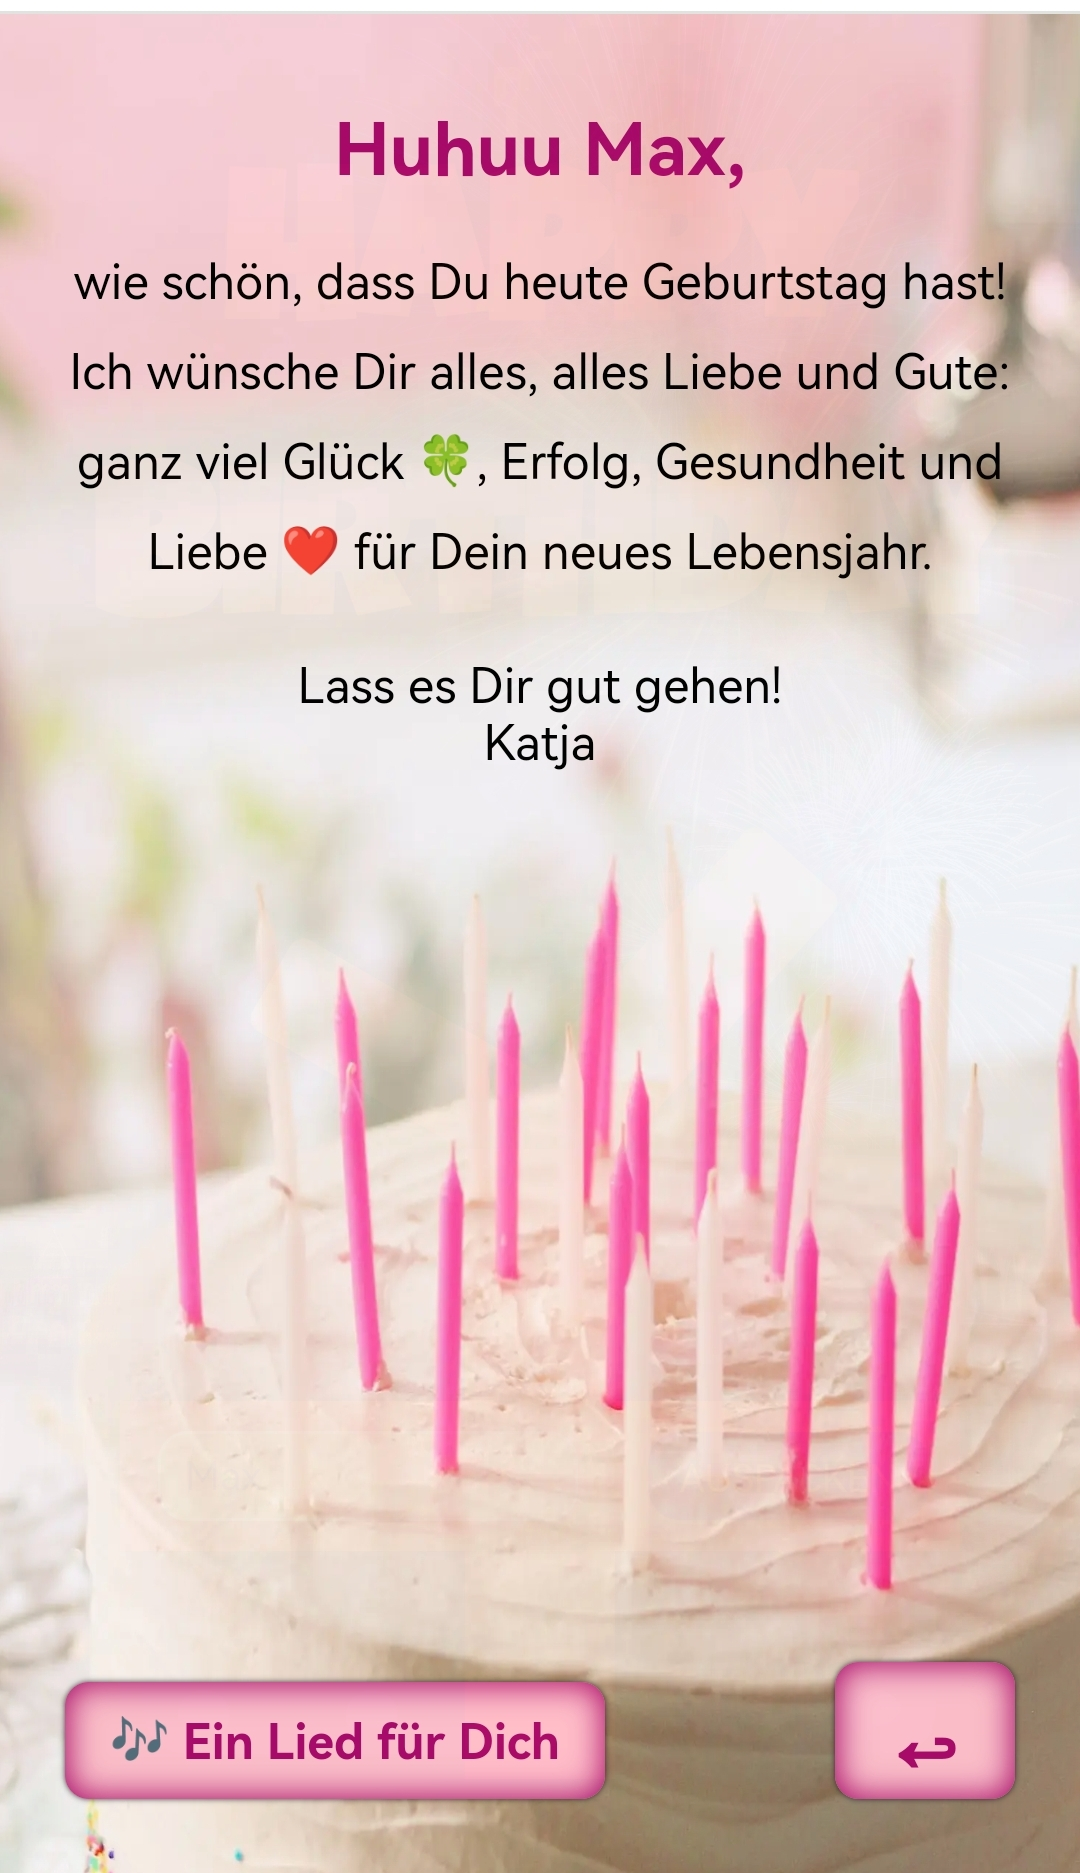 HAPPY
BIRTHDAY
Huhuu Max,
wie schön, dass Du heute Geburtstag hast!
Ich wünsche Dir alles, alles Liebe und Gute:
ganz viel Glück 🍀, Erfolg, Gesundheit und
Liebe ❤️ für Dein neues Lebensjahr.
Lass es Dir gut gehen!
Katja
🎶 Ein Lied für Dich
↩